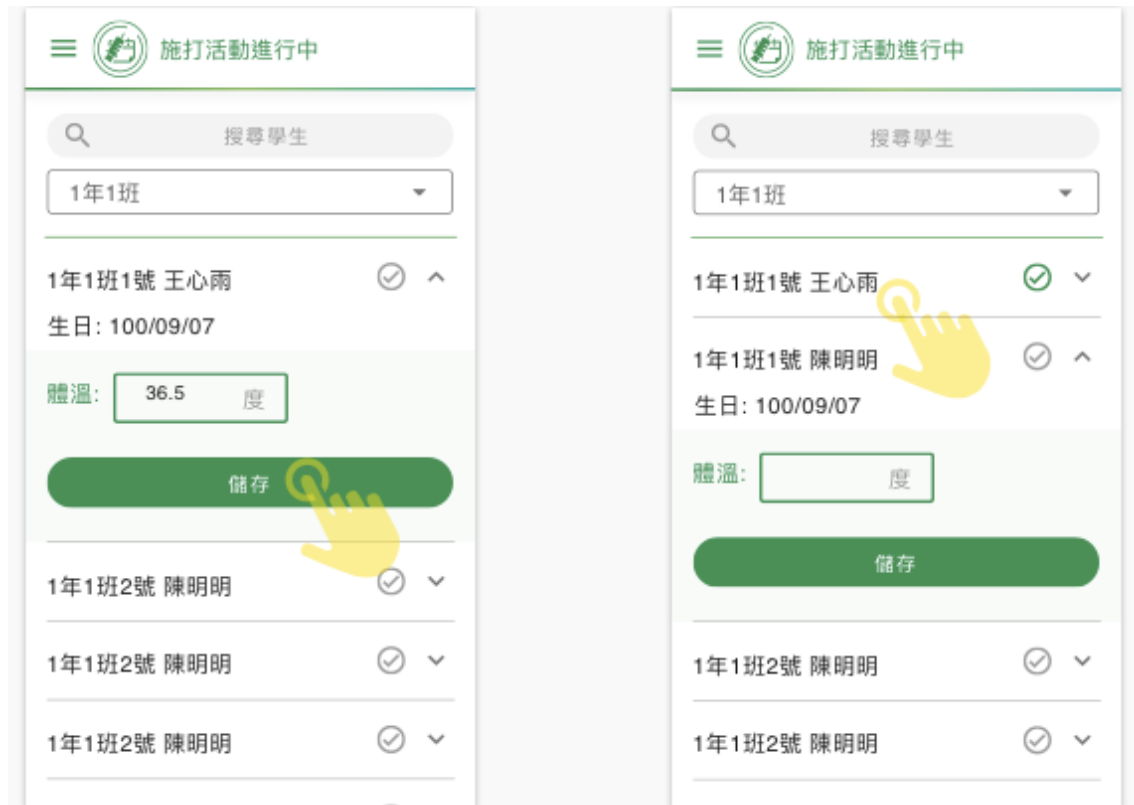 施打活動進行中
搜尋學生
1年1班
1年1班1號 王心雨
生日: 100/09/07
體溫: 36.5 度
儲存
1年1班2號 陳明明
1年1班2號 陳明明
1年1班2號 陳明明
施打活動進行中
搜尋學生
1年1班
1年1班1號 王心雨
1年1班1號 陳明明
生日: 100/09/07
體溫: 度
儲存
1年1班2號 陳明明
1年1班2號 陳明明